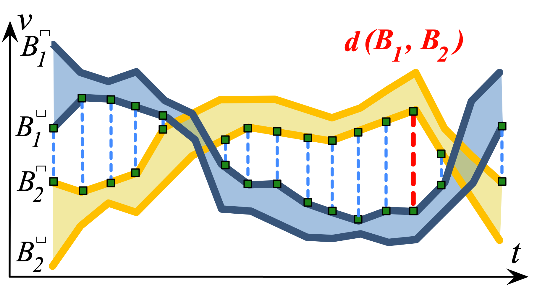 v
d (B₁, B₂)
B₁⊓
B₁⊔
B₂⊓
B₂⊔
t